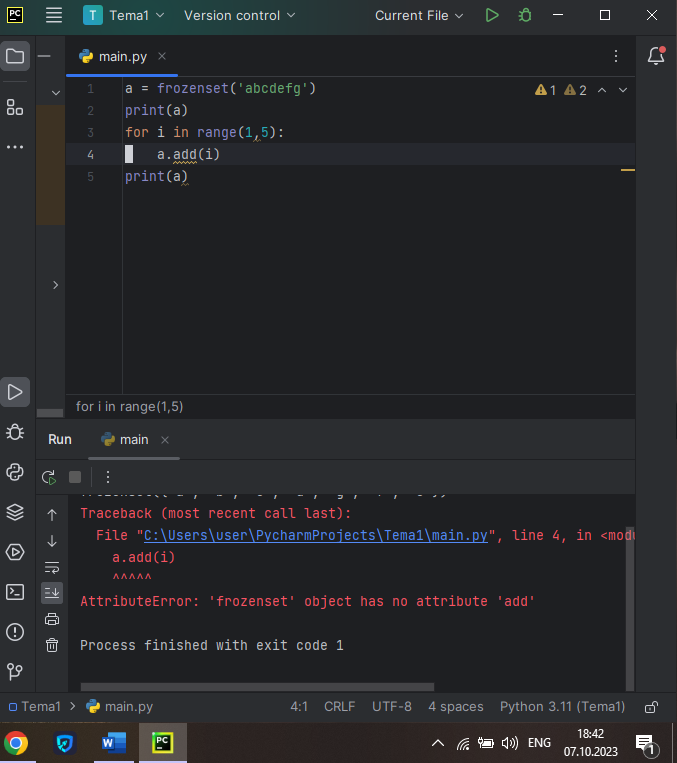 PC
T Tema1 Version control Current File
main.py
1 a = frozenset('abcdefg')
1 2
2 print(a)
3 for i in range(1,5):
4 a.add(i)
5 print(a)
for i in range(1,5)
Run main
Traceback (most recent call last):
File "C:\Users\user\PycharmProjects\Tema1\main.py", line 4, in <modu
a.add(i)
^^^^^
AttributeError: 'frozenset' object has no attribute 'add'
Process finished with exit code 1
Tema1 > main.py 4:1 CRLF UTF-8 4 spaces Python 3.11 (Tema1)
W PC ENG 18:42
07.10.2023 1